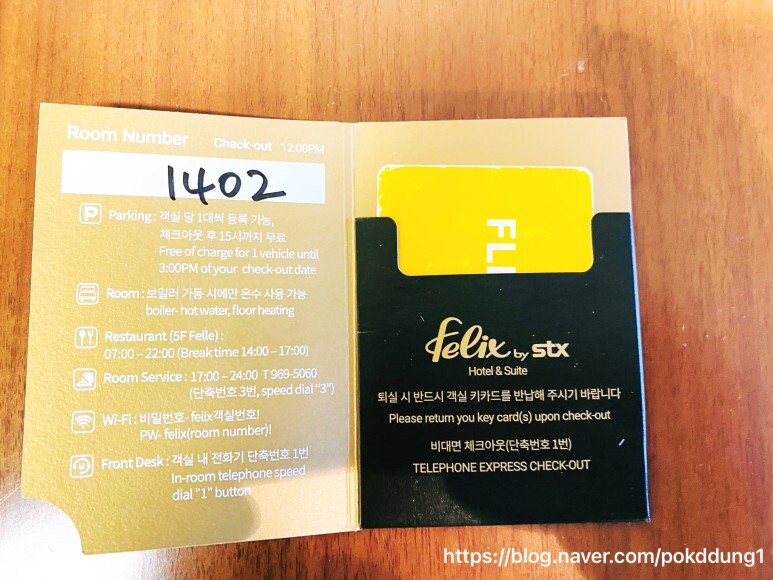 Room Number Check-out 12:00PM
1402
P Parking : 객실 당 1대씩 등록 가능,
체크아웃 후 15시까지 무료
Free of charge for 1 vehicle until
3:00PM of your check-out date
Room : 보일러 가동 시에만 온수 사용 가능
boiler- hot water, floor heating
Restaurant (5F Felle) :
07:00 – 22:00 (Break time 14:00 – 17:00)
Room Service : 17:00 – 24:00 T 969-5060
(단축번호 3번, speed dial "3")
Wi-Fi : 비밀번호- felix객실번호!
PW- felix(room number)!
Front Desk : 객실 내 전화기 단축번호 1번
In-room telephone speed
dial "1" button
FLI
felix by stx
Hotel & Suite
퇴실 시 반드시 객실 키카드를 반납해 주시기 바랍니다
Please return you key card(s) upon check-out
비대면 체크아웃(단축번호 1번)
TELEPHONE EXPRESS CHECK-OUT
https://blog.naver.com/pokddung1